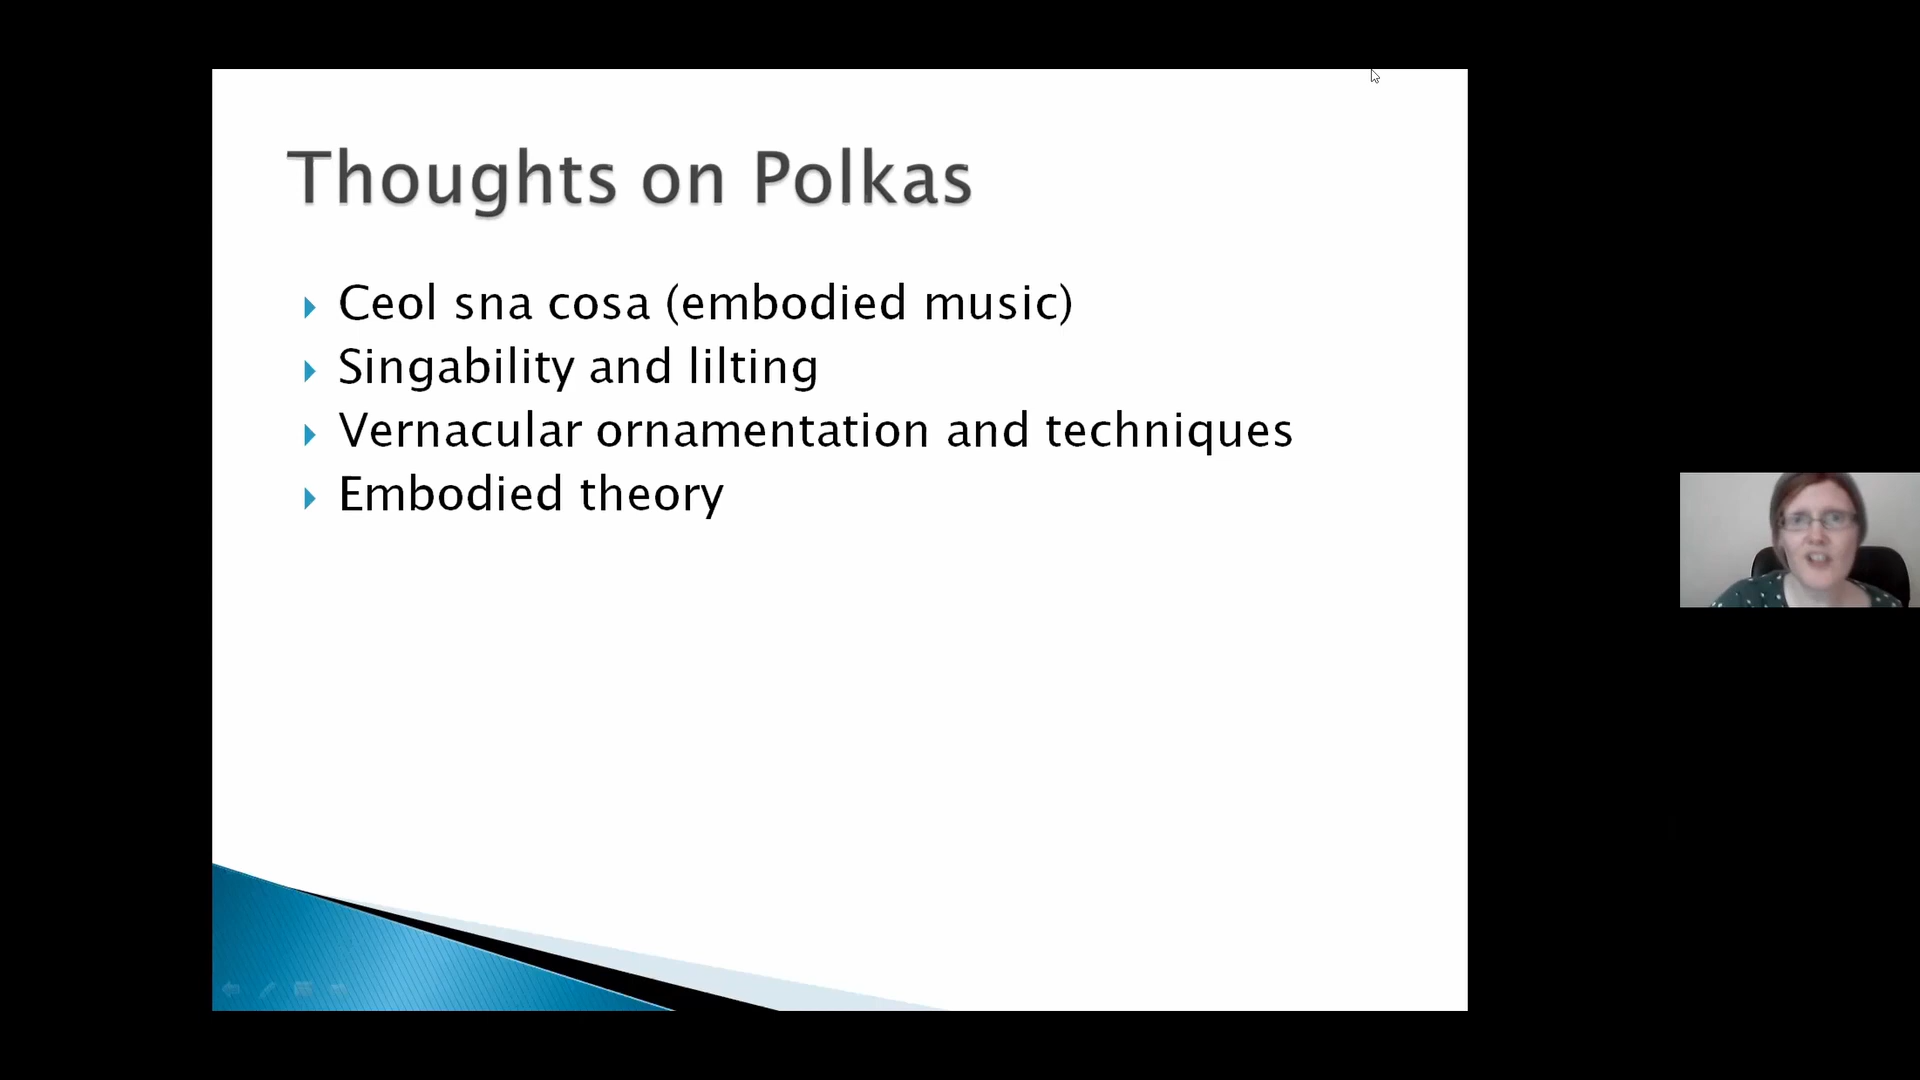 Thoughts on Polkas
Ceol sna cosa (embodied music)
Singability and lilting
Vernacular ornamentation and techniques
Embodied theory